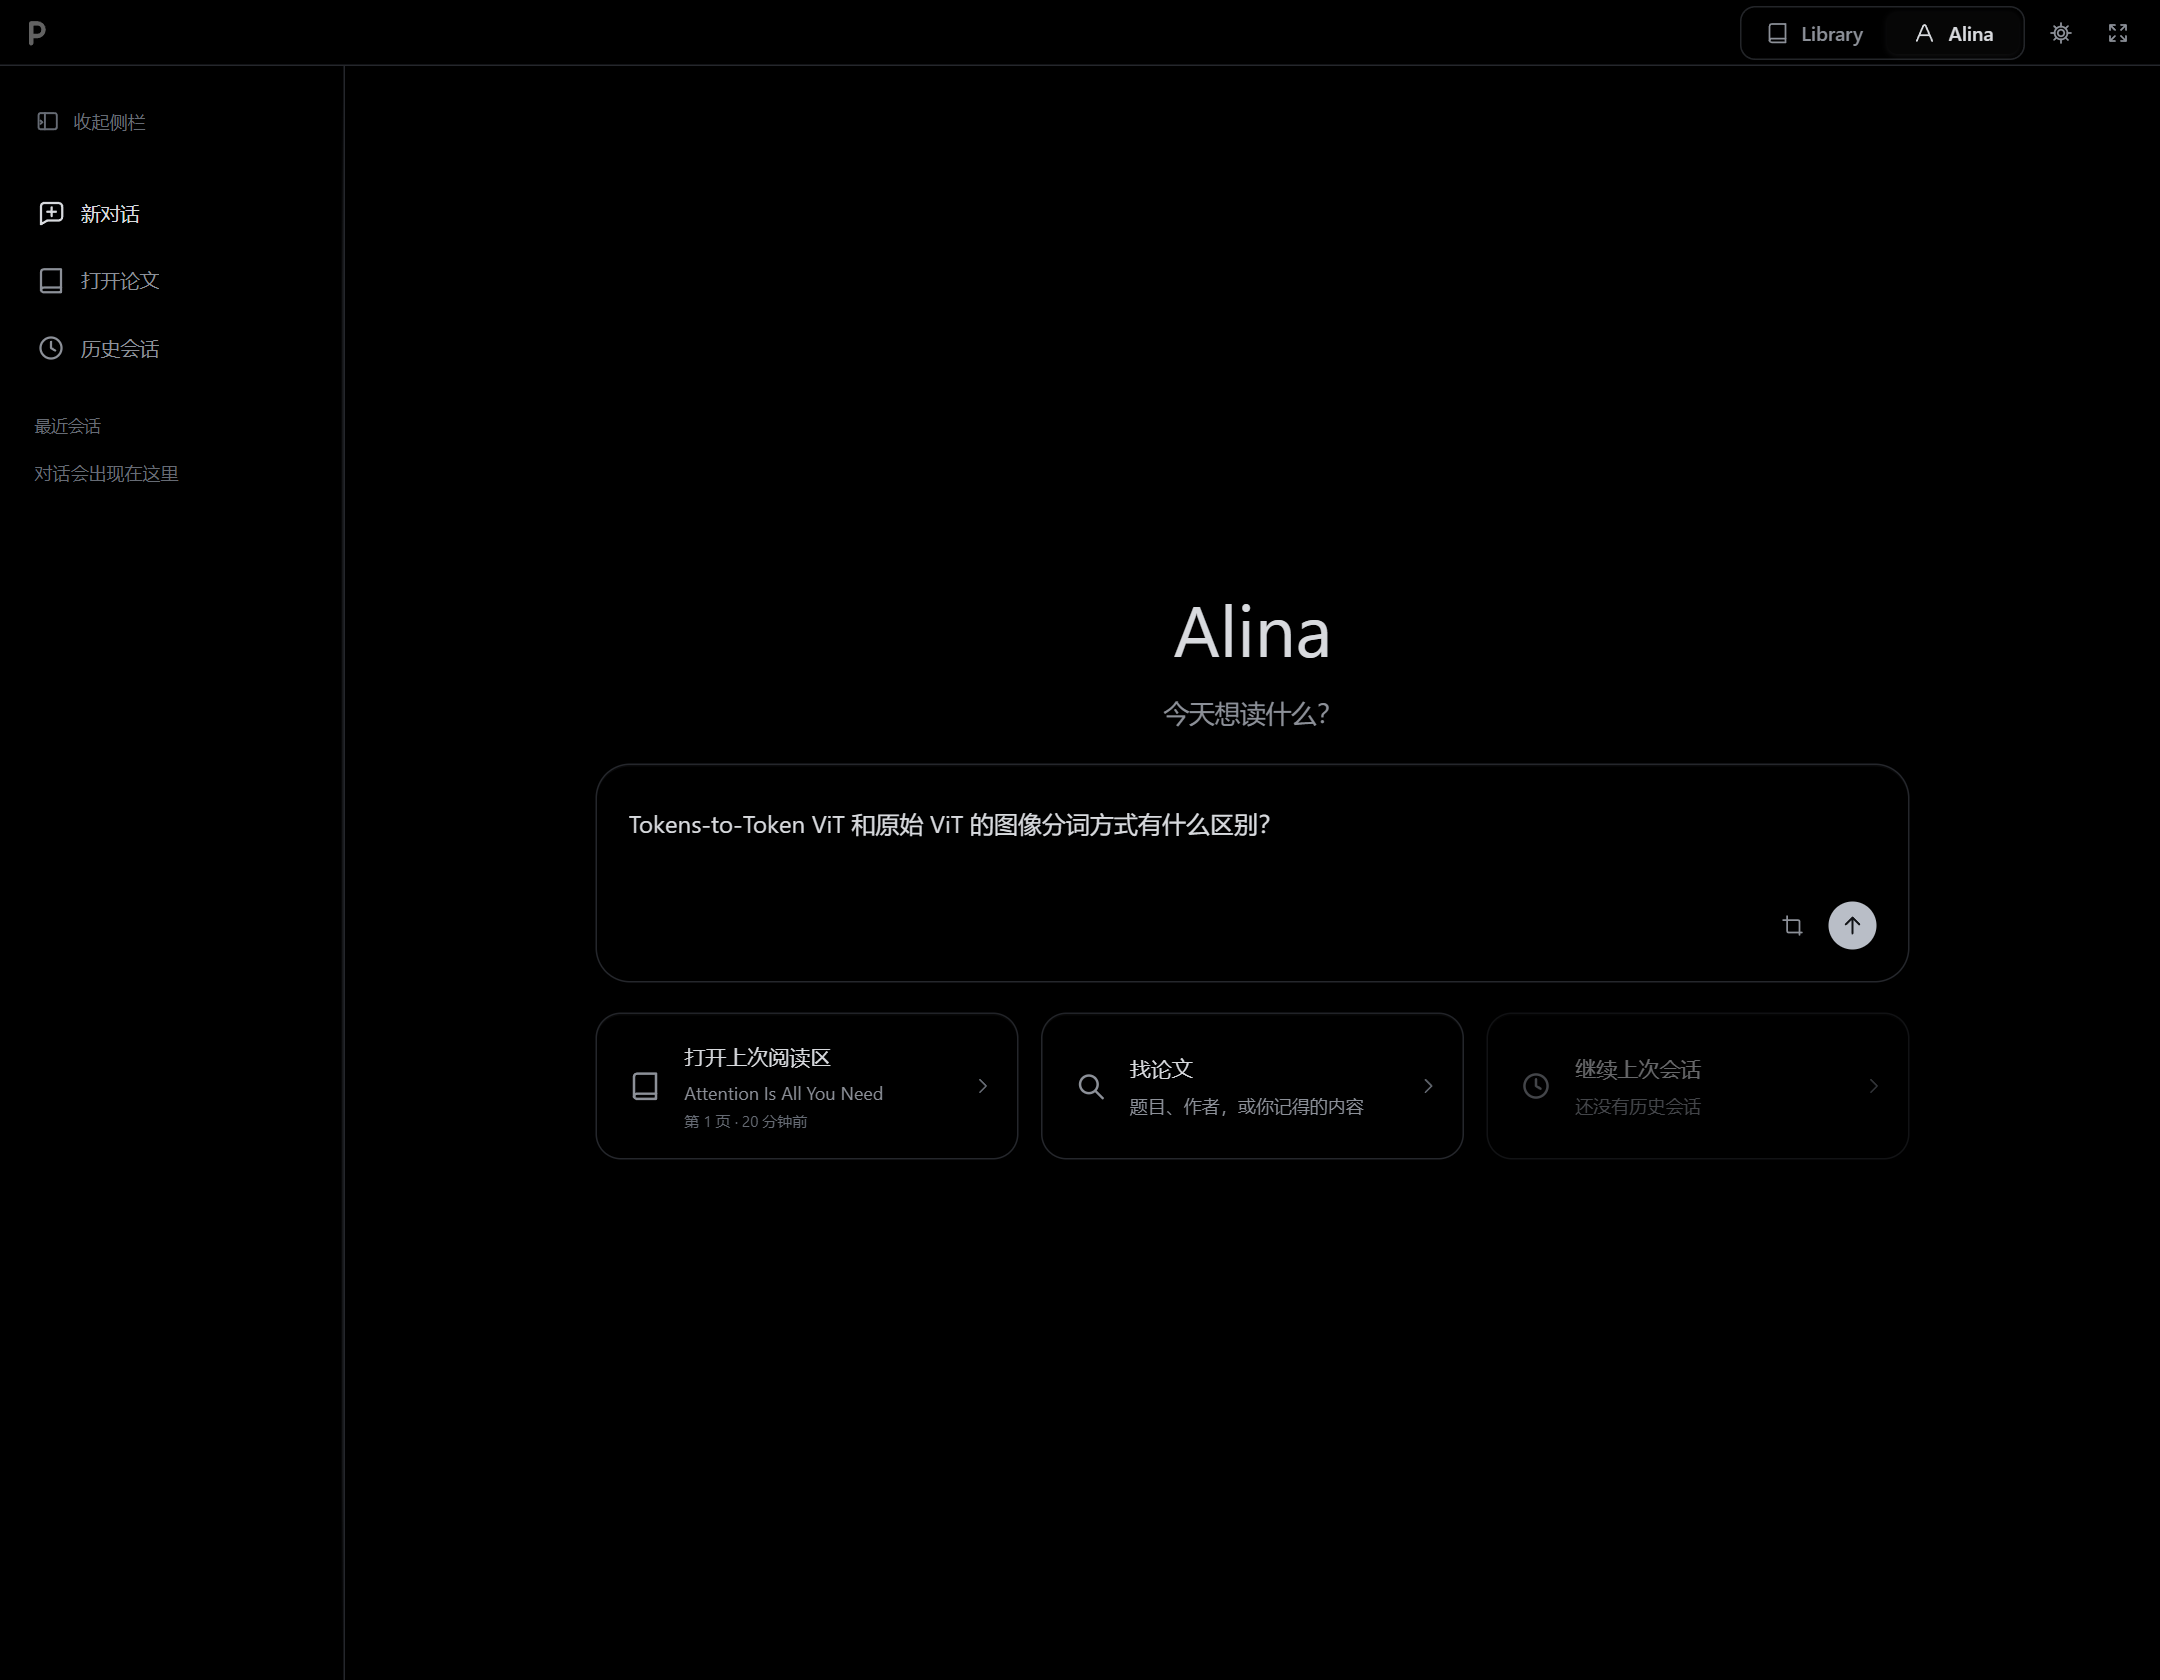 P
Library
Alina
收起侧栏
新对话
打开论文
历史会话
最近会话
对话会出现在这里
Alina
今天想读什么？
Tokens-to-Token ViT 和原始 ViT 的图像分词方式有什么区别？
打开上次阅读区
Attention Is All You Need
第 1 页 · 20 分钟前
找论文
题目、作者，或你记得的内容
继续上次会话
还没有历史会话